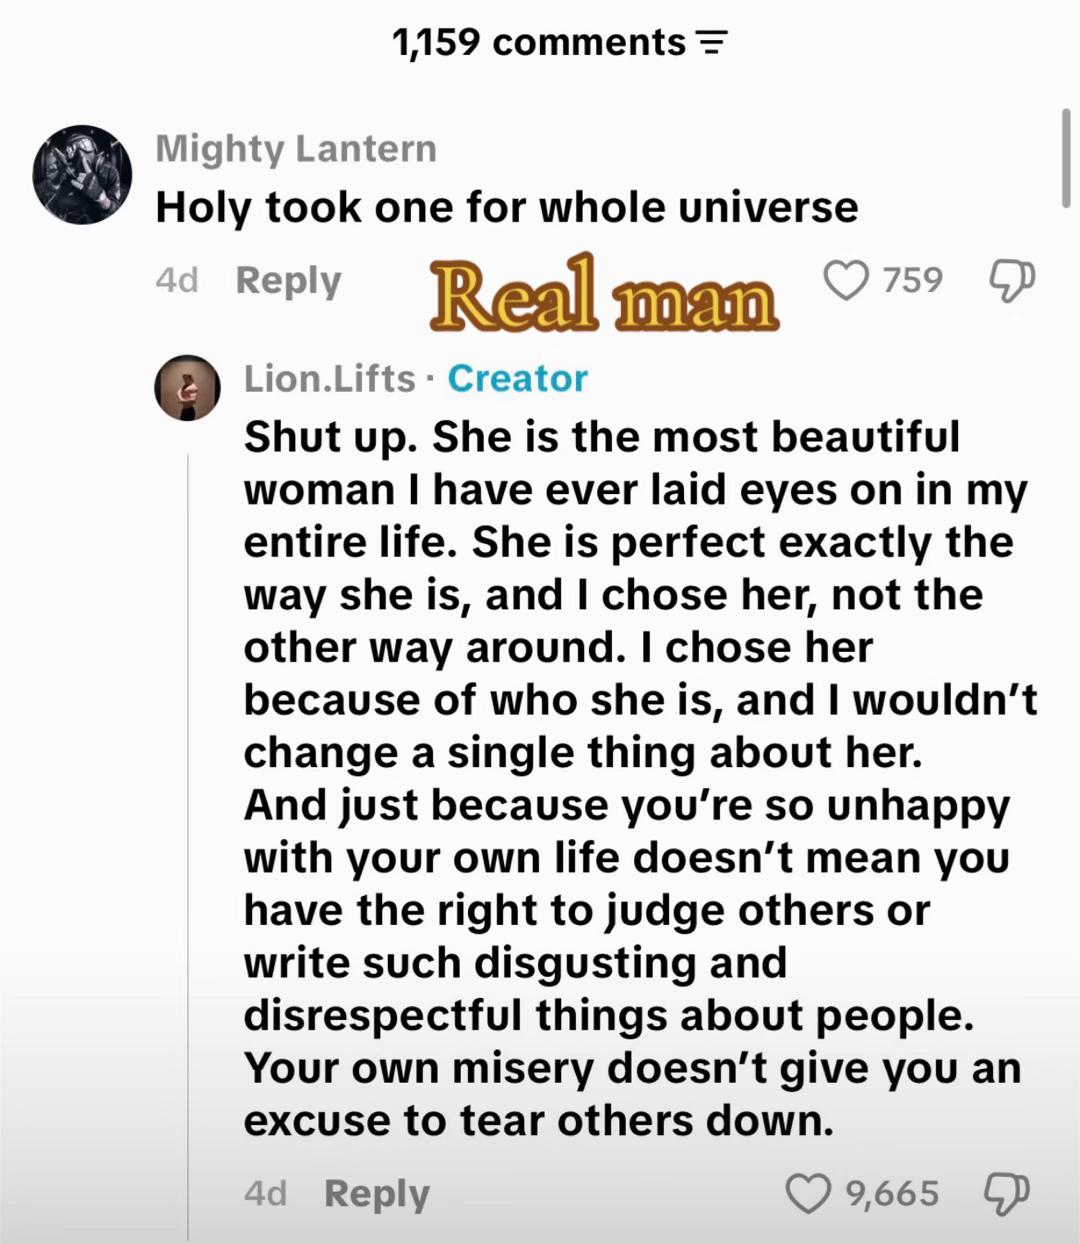 1,159 comments
Mighty Lantern
Holy took one for whole universe
4d Reply
Real man
759
Lion.Lifts · Creator
Shut up. She is the most beautiful
woman I have ever laid eyes on in my
entire life. She is perfect exactly the
way she is, and I chose her, not the
other way around. I chose her
because of who she is, and I wouldn’t
change a single thing about her.
And just because you’re so unhappy
with your own life doesn’t mean you
have the right to judge others or
write such disgusting and
disrespectful things about people.
Your own misery doesn’t give you an
excuse to tear others down.
4d Reply 9,665